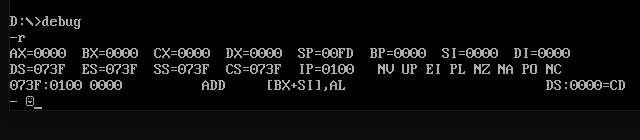 D:\>debug
-r
AX=0000  BX=0000  CX=0000  DX=0000  SP=00FD  BP=0000  SI=0000  DI=0000
DS=073F  ES=073F  SS=073F  CS=073F  IP=0100   NV UP EI PL NZ NA PO NC
073F:0100 0000          ADD     [BX+SI],AL                         DS:0000=CD
- ☺_